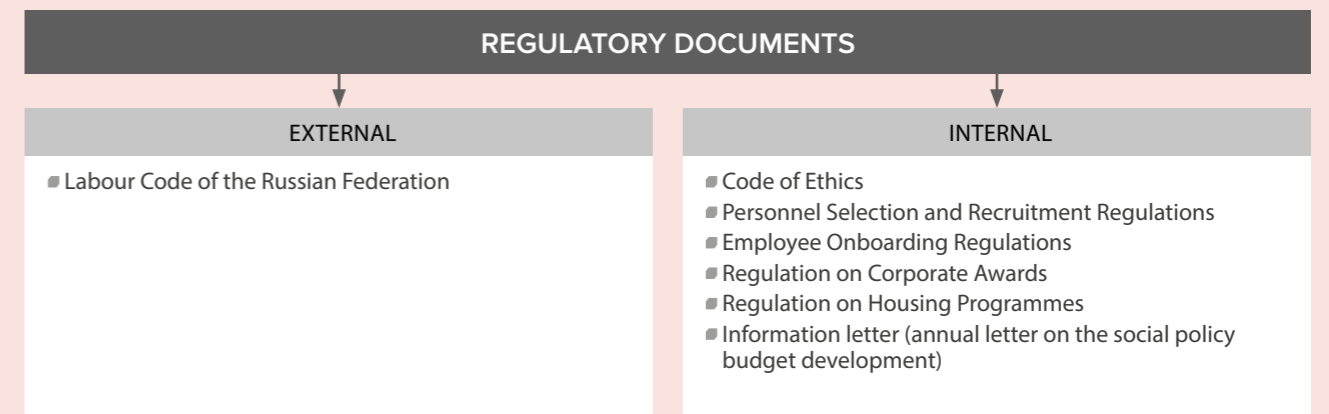 REGULATORY DOCUMENTS
EXTERNAL
Labour Code of the Russian Federation
INTERNAL
Code of Ethics
Personnel Selection and Recruitment Regulations
Employee Onboarding Regulations
Regulation on Corporate Awards
Regulation on Housing Programmes
Information letter (annual letter on the social policy
budget development)